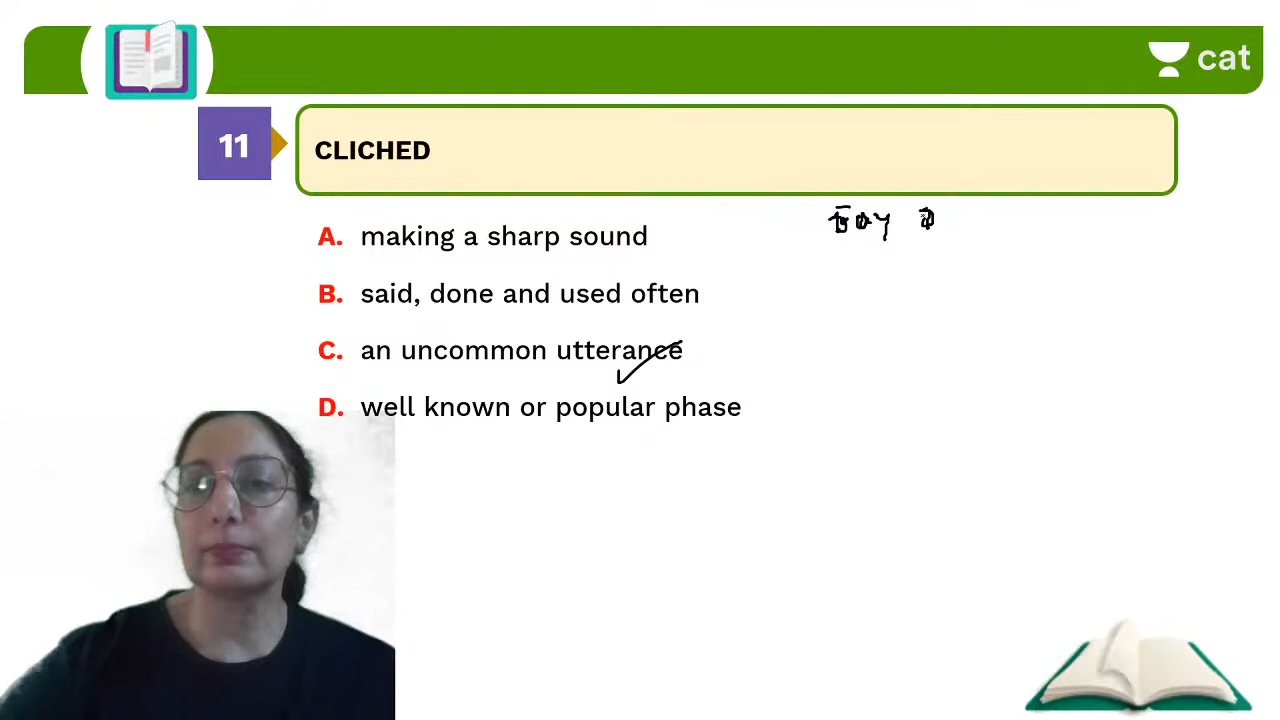 cat
11
CLICHED
A. making a sharp sound
B. said, done and used often
C. an uncommon utterance
D. well known or popular phase